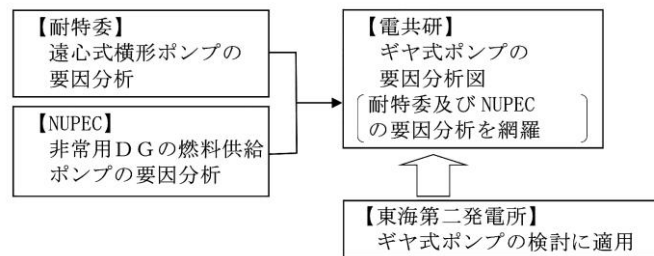 【耐特委】
遠心式横形ポンプの
要因分析
【NUPEC】
非常用DGの燃料供給
ポンプの要因分析
【電共研】
ギヤ式ポンプの
要因分析図
耐特委及びNUPEC
の要因分析を網羅
【東海第二発電所】
ギヤ式ポンプの検討に適用